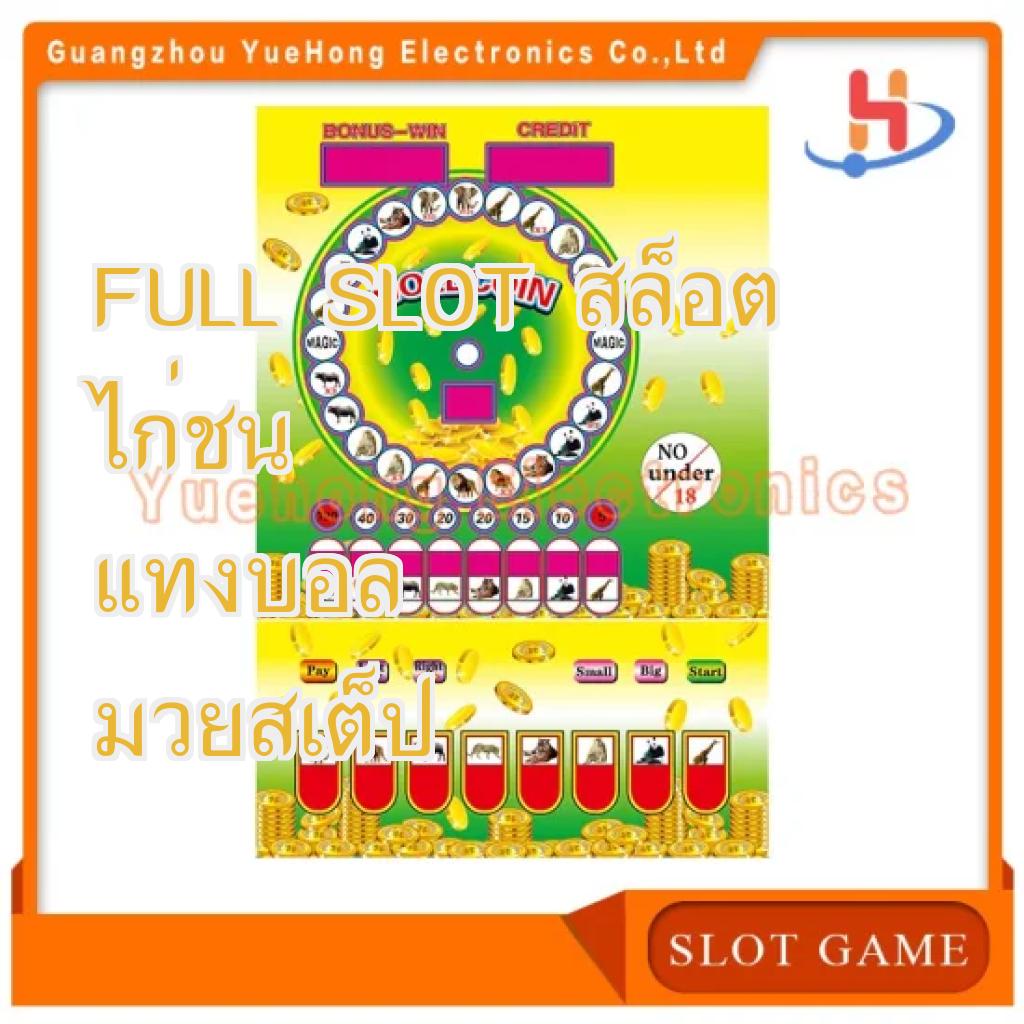 Guangzhou YueHong Electronics Co.,Ltd
BONUS-WIN CREDIT
FULL SLOT สล็อต
MAGIC MAGIC
ไก่ชน
NO
under
18
Yuehong Electronics
40 30 20 20 15 10 5
แทงบอล
Pay Right Small Big Start
มวยสเต็ป
SLOT GAME